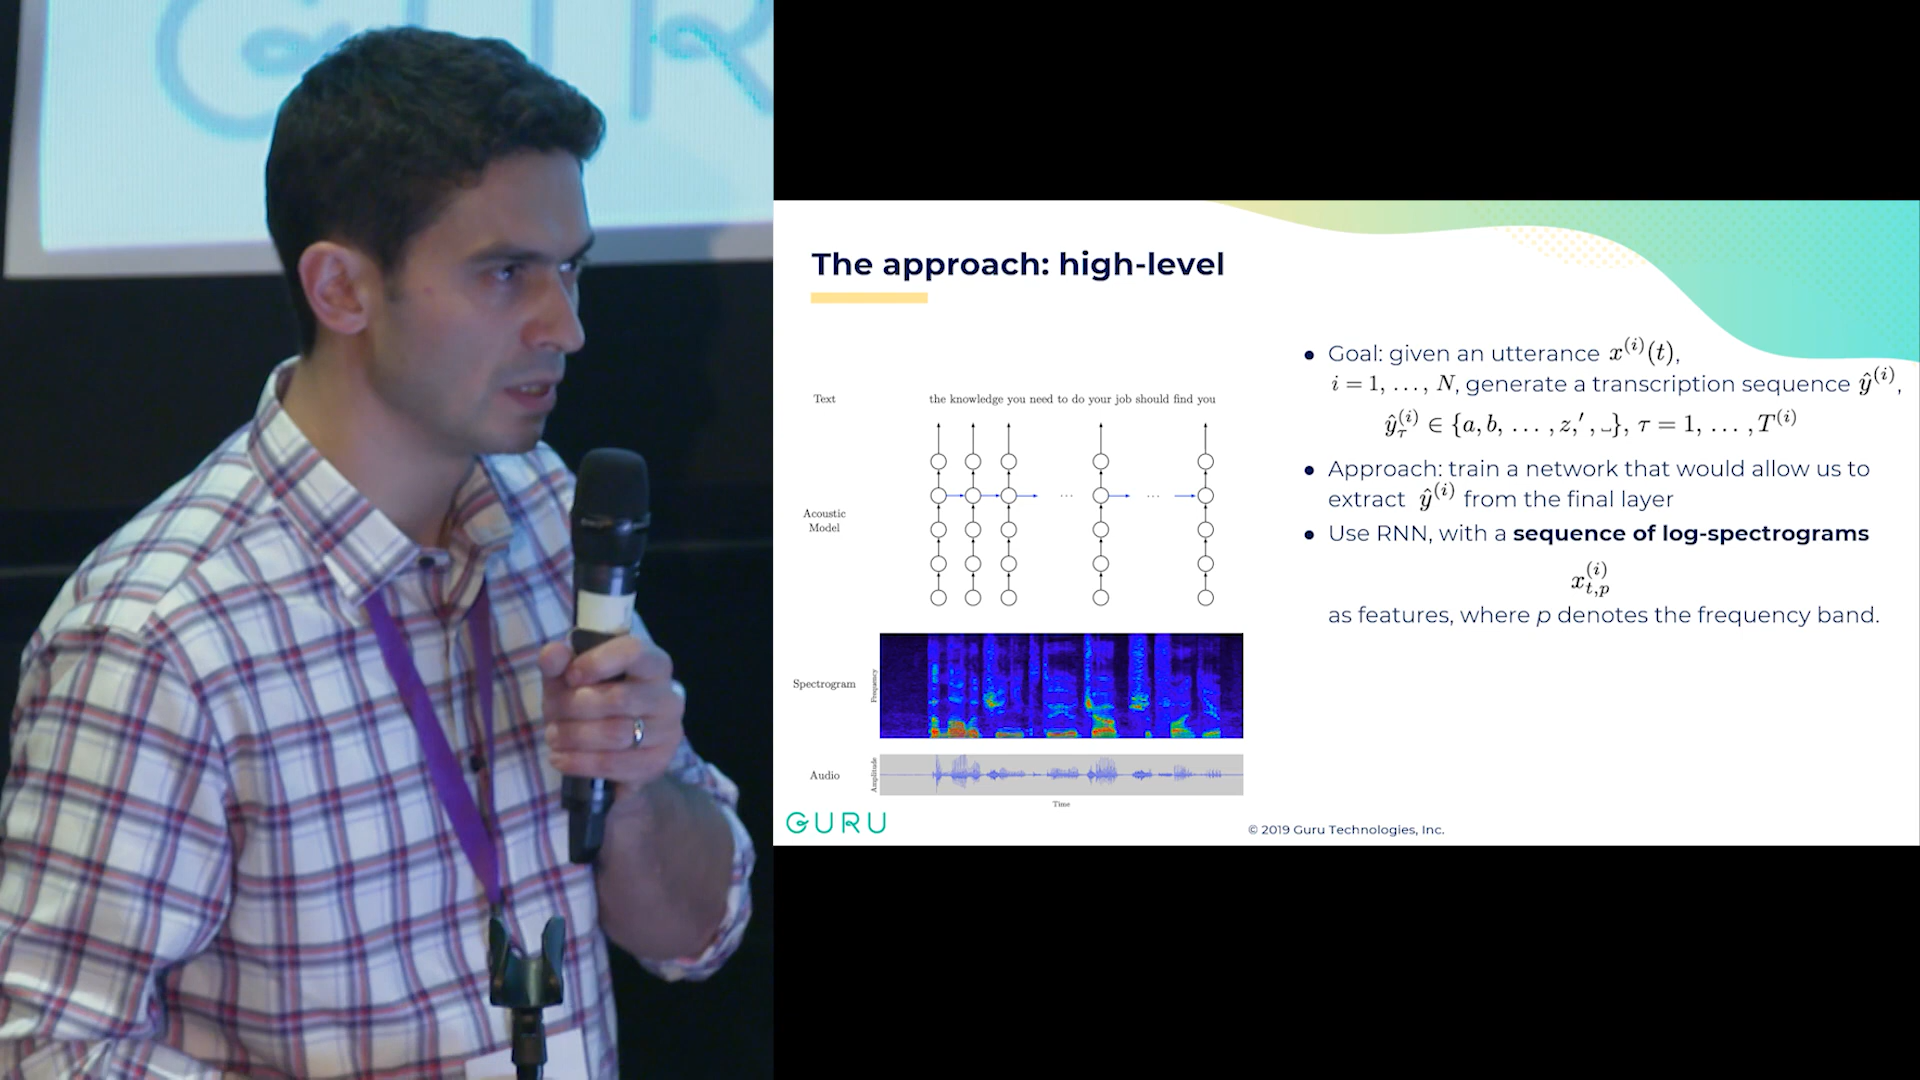 GUR
The approach: high-level
Text
the knowledge you need to do your job should find you
Acoustic
Model
...
...
Spectrogram
Frequency
Audio
Amplitude
Time
● Goal: given an utterance x^{(i)}(t),
i = 1, ..., N, generate a transcription sequence ŷ^{(i)},
ŷ_τ^{(i)} ∈ {a, b, ..., z, ', ⎵}, τ = 1, ..., T^{(i)}
● Approach: train a network that would allow us to
extract ŷ^{(i)} from the final layer
● Use RNN, with a sequence of log-spectrograms
x_{t,p}^{(i)}
as features, where p denotes the frequency band.
GURU
© 2019 Guru Technologies, Inc.